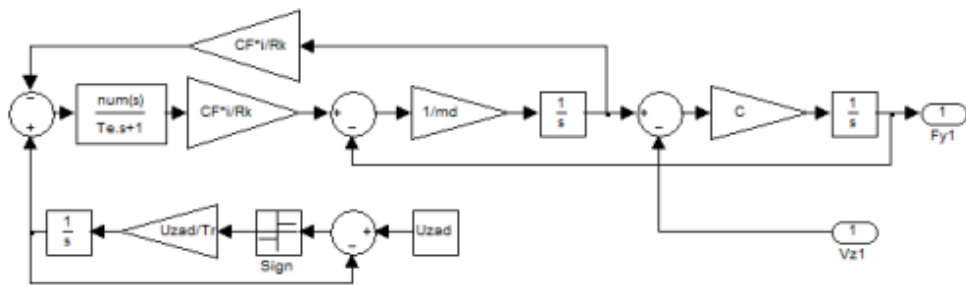 CF*i/Rk
num(s)
Te.s+1
CF*i/Rk
1/md
1
s
C
1
s
1
Fy1
1
s
Uzad/Tr
Sign
Uzad
1
Vz1